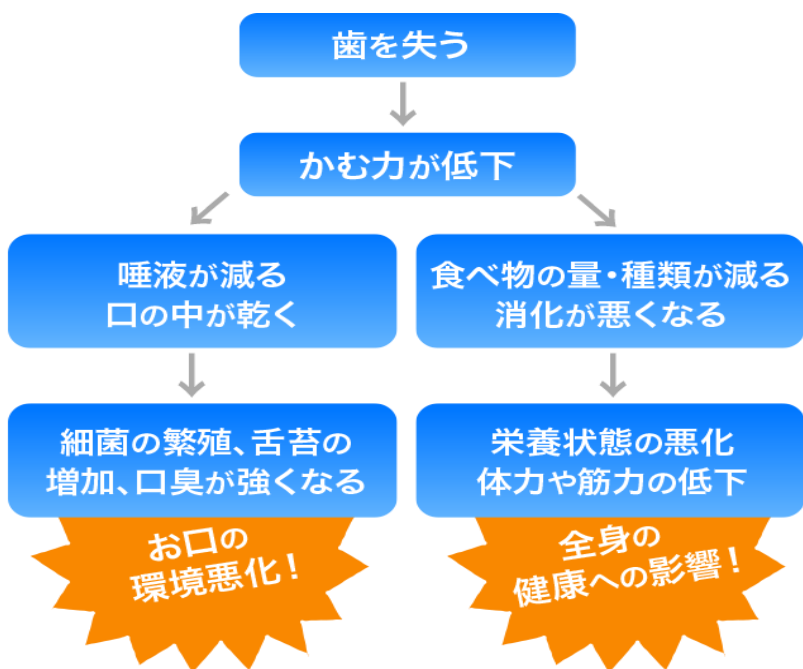 歯を失う
かむ力が低下
唾液が減る
口の中が乾く
食べ物の量・種類が減る
消化が悪くなる
細菌の繁殖、舌苔の
増加、口臭が強くなる
栄養状態の悪化
体力や筋力の低下
お口の
環境悪化！
全身の
健康への影響！